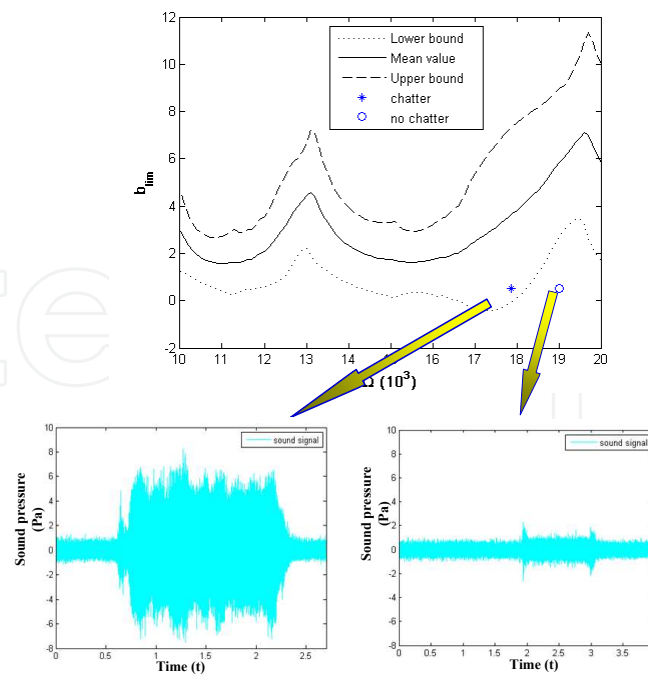 12
10
8
6
4
2
0
-2
b_lim
Lower bound
Mean value
Upper bound
chatter
no chatter
10 11 12 13 14 15 16 17 18 19 20
Ω (10³)
10
8
6
4
2
0
-2
-4
-6
-8
Sound pressure
(Pa)
sound signal
0 0.5 1 1.5 2 2.5
Time (t)
10
8
6
4
2
0
-2
-4
-6
-8
Sound pressure
(Pa)
sound signal
0 0.5 1 1.5 2 2.5 3 3.5
Time (t)